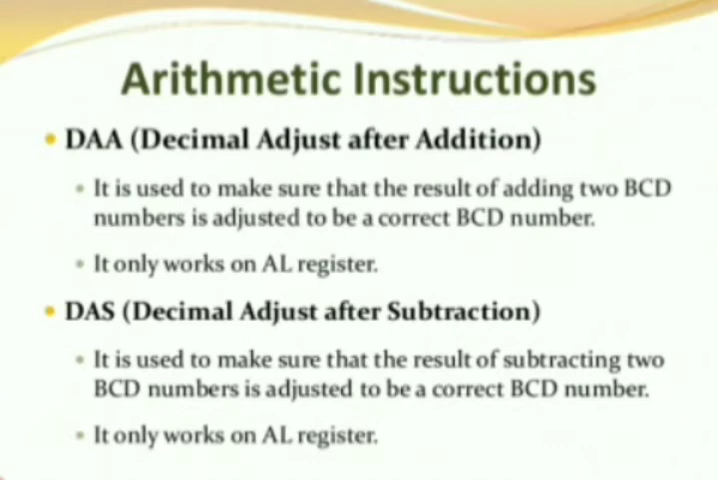 Arithmetic Instructions
• DAA (Decimal Adjust after Addition)
• It is used to make sure that the result of adding two BCD
numbers is adjusted to be a correct BCD number.
• It only works on AL register.
• DAS (Decimal Adjust after Subtraction)
• It is used to make sure that the result of subtracting two
BCD numbers is adjusted to be a correct BCD number.
• It only works on AL register.